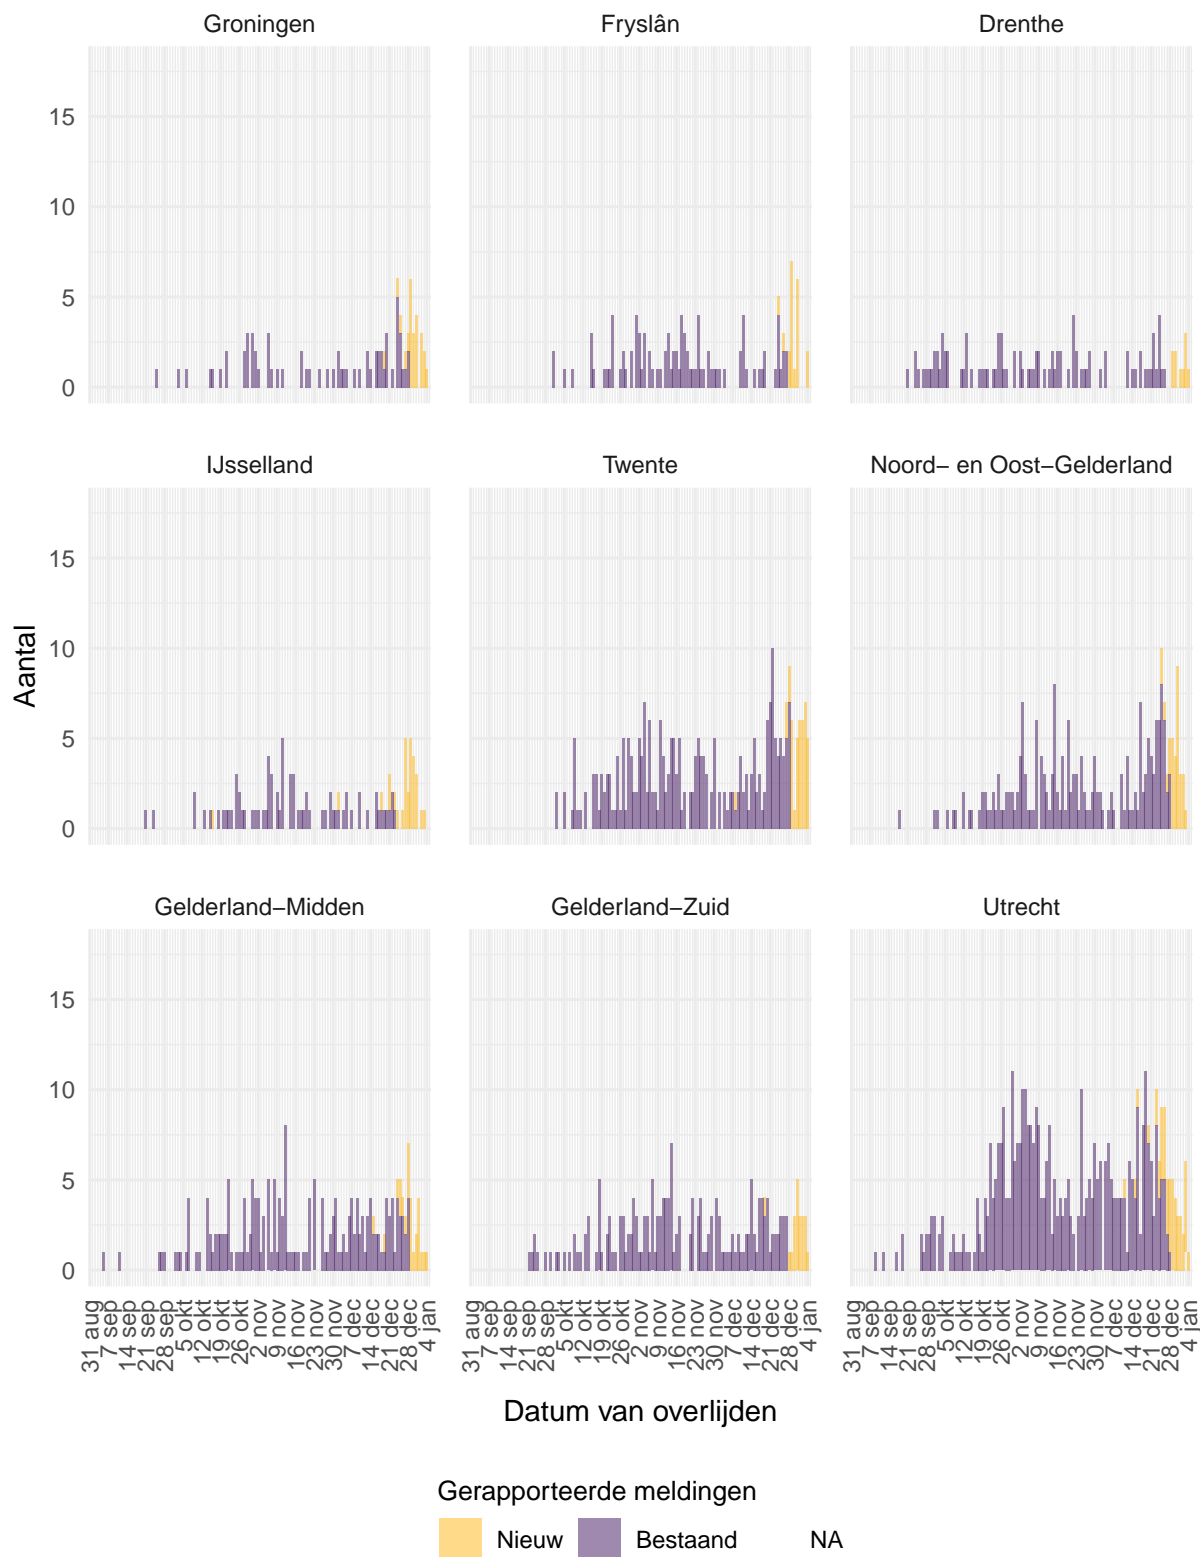 Groningen Fryslân Drenthe
15
10
5
0
IJsselland Twente Noord− en Oost−Gelderland
15
10
5
0
Aantal
Gelderland−Midden Gelderland−Zuid Utrecht
15
10
5
0
31 aug 7 sep 14 sep 21 sep 28 sep 5 okt 12 okt 19 okt 26 okt 2 nov 9 nov 16 nov 23 nov 30 nov 7 dec 14 dec 21 dec 28 dec 4 jan
31 aug 7 sep 14 sep 21 sep 28 sep 5 okt 12 okt 19 okt 26 okt 2 nov 9 nov 16 nov 23 nov 30 nov 7 dec 14 dec 21 dec 28 dec 4 jan
31 aug 7 sep 14 sep 21 sep 28 sep 5 okt 12 okt 19 okt 26 okt 2 nov 9 nov 16 nov 23 nov 30 nov 7 dec 14 dec 21 dec 28 dec 4 jan
Datum van overlijden
Gerapporteerde meldingen
Nieuw Bestaand NA